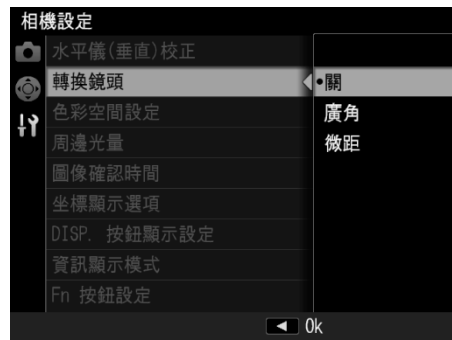 相機設定
水平儀(垂直)校正
轉換鏡頭
•關
色彩空間設定
廣角
周邊光量
微距
圖像確認時間
坐標顯示選項
DISP. 按鈕顯示設定
資訊顯示模式
Fn 按鈕設定
Ok